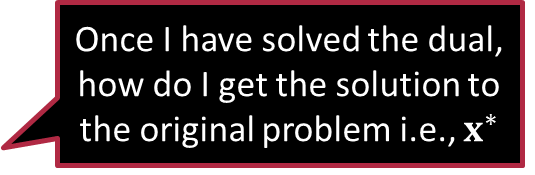 Once I have solved the dual,
how do I get the solution to
the original problem i.e., x*